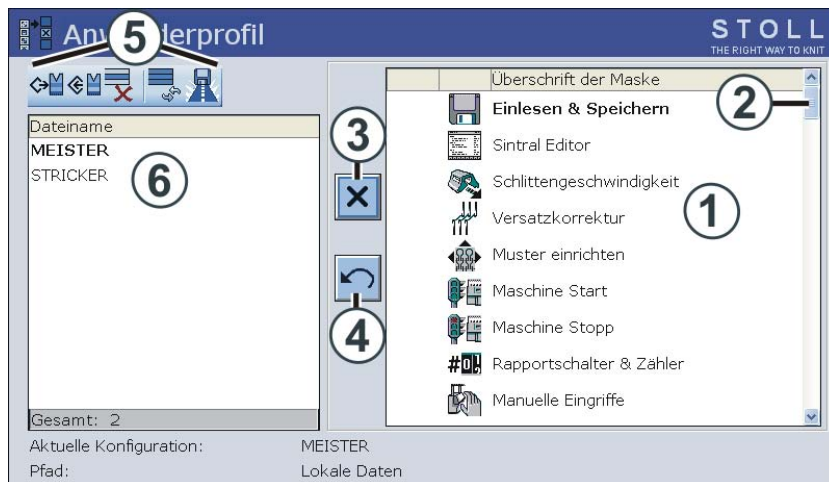 Anwenderprofil
STOLL
THE RIGHT WAY TO KNIT
5
Dateiname
MEISTER
STRICKER
6
Gesamt: 2
3
4
Überschrift der Maske
Einlesen & Speichern
2
Sintral Editor
Schlittengeschwindigkeit
1
Versatzkorrektur
Muster einrichten
Maschine Start
Maschine Stopp
Rapportschalter & Zähler
Manuelle Eingriffe
Aktuelle Konfiguration: MEISTER
Pfad: Lokale Daten